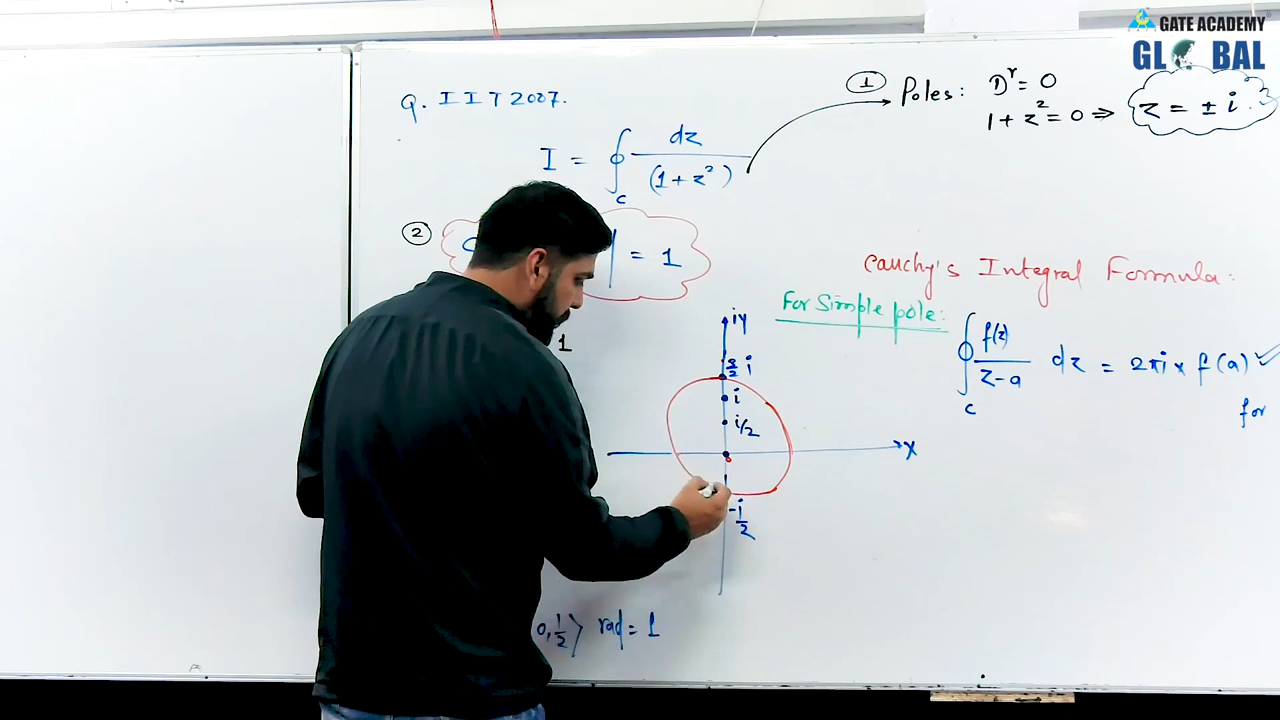 GATE ACADEMY
GLOBAL
Q. IIT 2007.
I = ∮ dz / (1 + z²)
c
① Poles: Dʳ = 0
1 + z² = 0 ⇒ z = ± i
②
| = 1
1
Cauchy's Integral Formula:
For Simple pole:
∮ f(z) / z-a dz = 2πi × f(a) ✓
c
for
iy
3/2 i
i
i/2
x
-i/2
0, 1/2) rad = 1